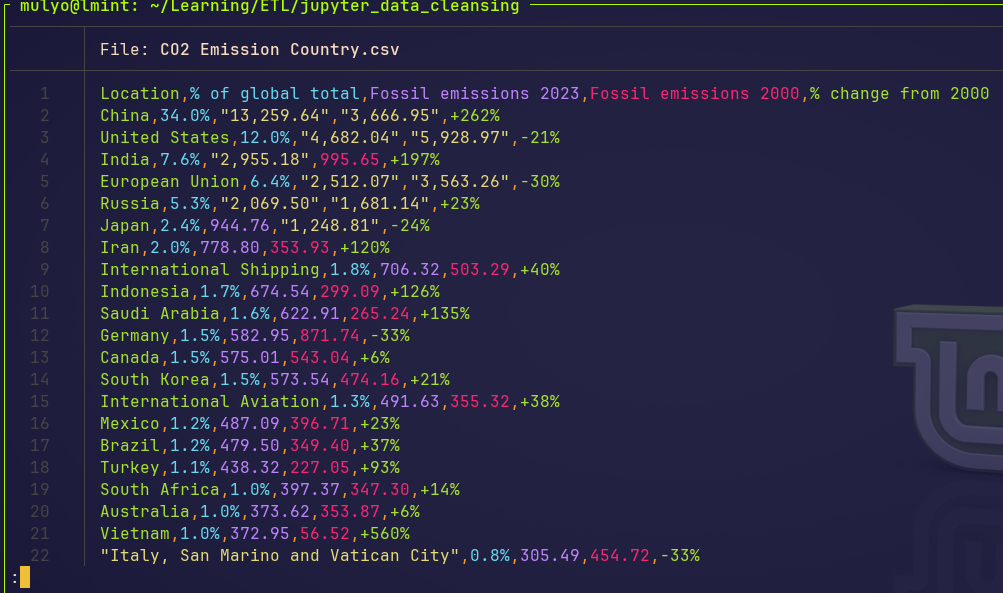 mulyo@lmint: ~/Learning/ETL/jupyter_data_cleansing
File: CO2 Emission Country.csv
1 Location,% of global total,Fossil emissions 2023,Fossil emissions 2000,% change from 2000
2 China,34.0%,"13,259.64","3,666.95",+262%
3 United States,12.0%,"4,682.04","5,928.97",-21%
4 India,7.6%,"2,955.18",995.65,+197%
5 European Union,6.4%,"2,512.07","3,563.26",-30%
6 Russia,5.3%,"2,069.50","1,681.14",+23%
7 Japan,2.4%,944.76,"1,248.81",-24%
8 Iran,2.0%,778.80,353.93,+120%
9 International Shipping,1.8%,706.32,503.29,+40%
10 Indonesia,1.7%,674.54,299.09,+126%
11 Saudi Arabia,1.6%,622.91,265.24,+135%
12 Germany,1.5%,582.95,871.74,-33%
13 Canada,1.5%,575.01,543.04,+6%
14 South Korea,1.5%,573.54,474.16,+21%
15 International Aviation,1.3%,491.63,355.32,+38%
16 Mexico,1.2%,487.09,396.71,+23%
17 Brazil,1.2%,479.50,349.40,+37%
18 Turkey,1.1%,438.32,227.05,+93%
19 South Africa,1.0%,397.37,347.30,+14%
20 Australia,1.0%,373.62,353.87,+6%
21 Vietnam,1.0%,372.95,56.52,+560%
22 "Italy, San Marino and Vatican City",0.8%,305.49,454.72,-33%
: